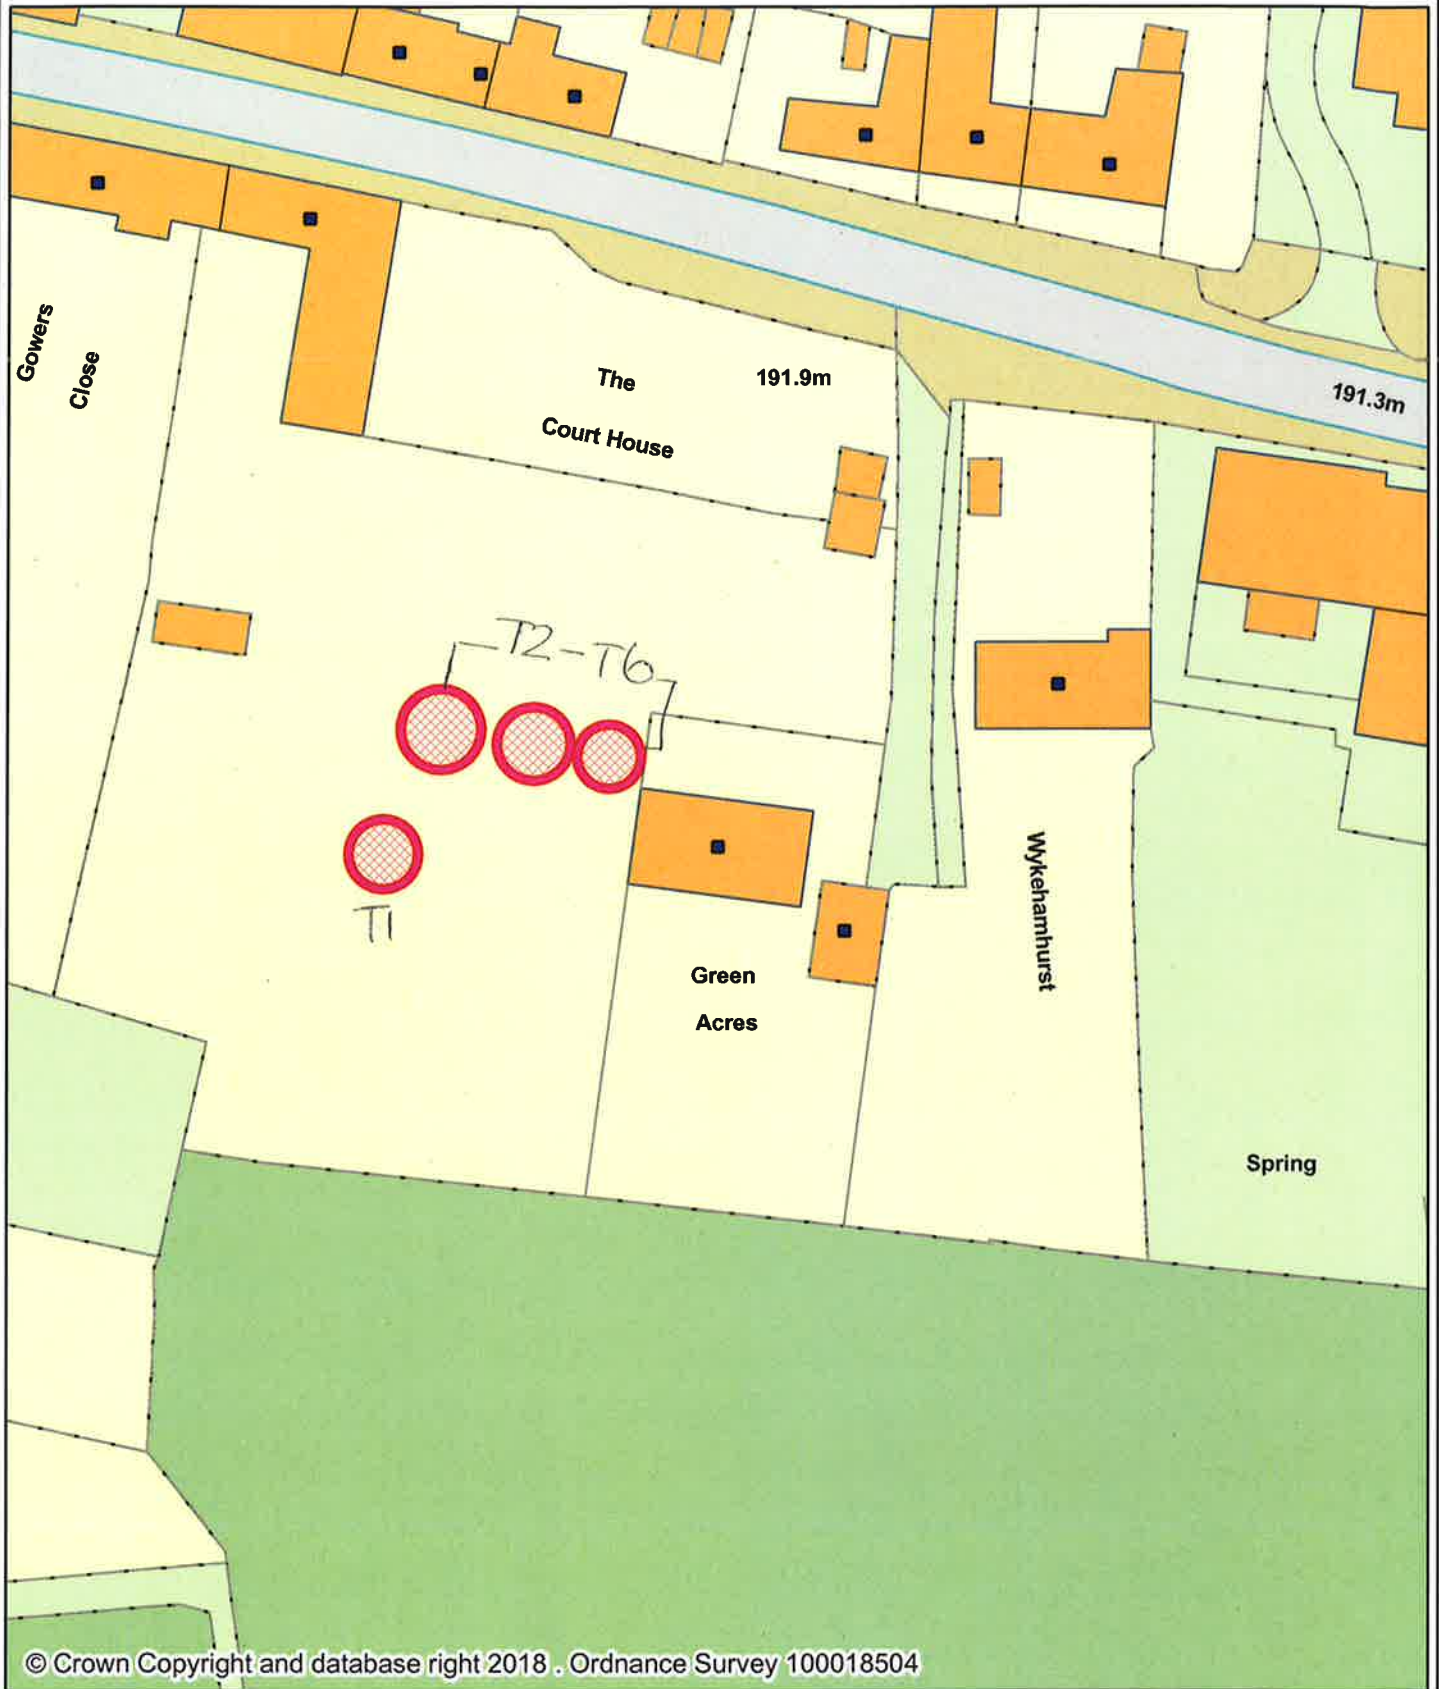 Gowers
Close
The
Court House
191.9m
191.3m
T2-T6
T1
Green
Acres
Wykehamhurst
Spring
© Crown Copyright and database right 2018 . Ordnance Survey 100018504